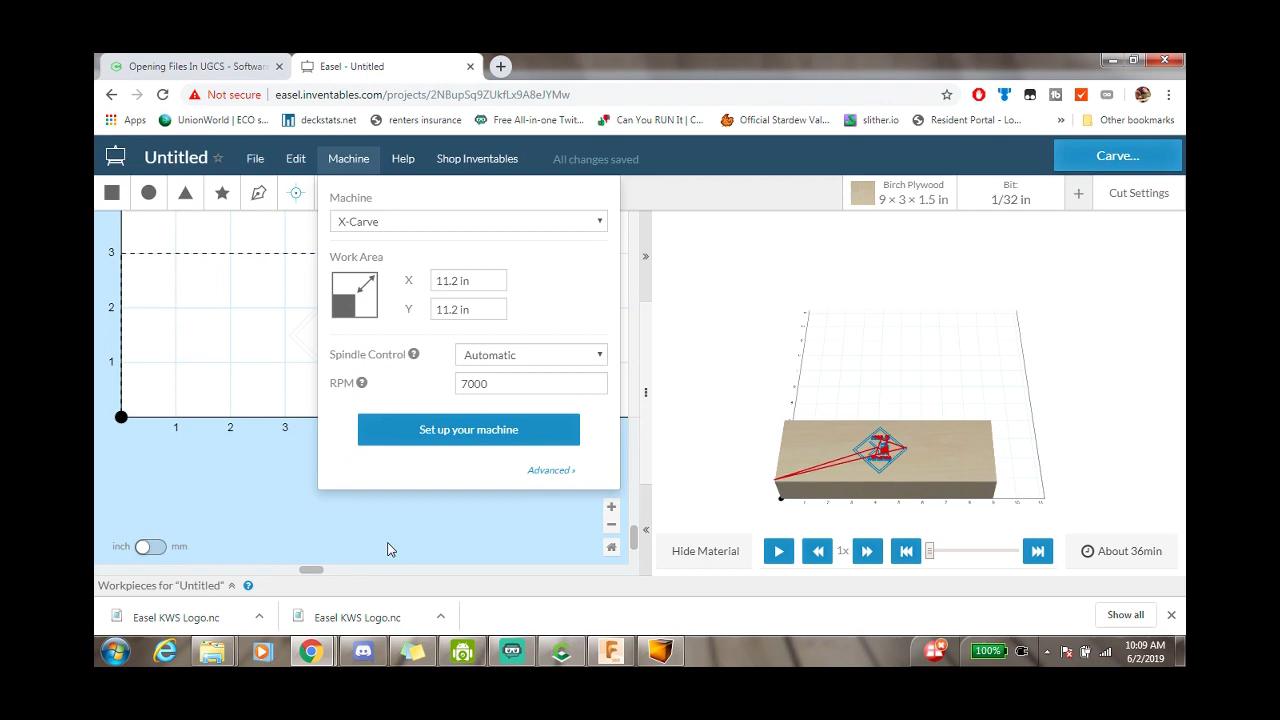 Opening Files In UGCS - Softwar
Easel - Untitled
Not secure
easel.inventables.com/projects/2NBupSq9ZUkfLx9A8eJYMw
Apps
UnionWorld | ECO s...
deckstats.net
renters insurance
Free All-in-one Twit...
Can You RUN It | C...
Official Stardew Val...
slither.io
Resident Portal - Lo...
»
Other bookmarks
Untitled
File
Edit
Machine
Help
Shop Inventables
All changes saved
Carve...
Birch Plywood
9 × 3 × 1.5 in
Bit:
1/32 in
+
Cut Settings
Machine
X-Carve
Work Area
X 11.2 in
Y 11.2 in
Spindle Control ? Automatic
RPM ? 7000
Set up your machine
Advanced »
3
2
1
1 2 3
inch mm
Hide Material
1x
About 36min
Workpieces for "Untitled"
Easel KWS Logo.nc
Easel KWS Logo.nc
Show all
100%
10:09 AM
6/2/2019